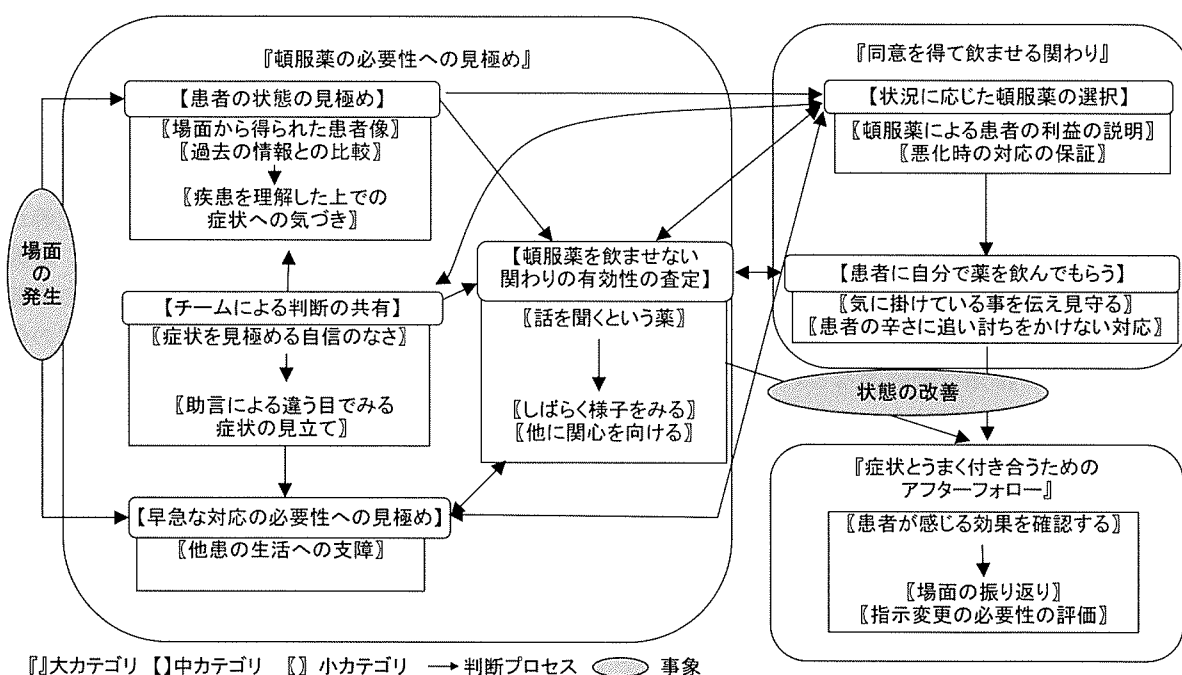 『頓服薬の必要性への見極め』
【患者の状態の見極め】
〖場面から得られた患者像〗
〖過去の情報との比較〗
〖疾患を理解した上での
症状への気づき〗
場面
の
発生
【チームによる判断の共有】
〖症状を見極める自信のなさ〗
〖助言による違う目でみる
症状の見立て〗
【早急な対応の必要性への見極め】
〖他患の生活への支障〗
【頓服薬を飲ませない
関わりの有効性の査定】
〖話を聞くという薬〗
〖しばらく様子をみる〗
〖他に関心を向ける〗
『同意を得て飲ませる関わり』
【状況に応じた頓服薬の選択】
〖頓服薬による患者の利益の説明〗
〖悪化時の対応の保証〗
【患者に自分で薬を飲んでもらう】
〖気に掛けている事を伝え見守る〗
〖患者の辛さに追い討ちをかけない対応〗
状態の改善
『症状とうまく付き合うための
アフターフォロー』
〖患者が感じる効果を確認する〗
〖場面の振り返り〗
〖指示変更の必要性の評価〗
『』大カテゴリ 【】中カテゴリ 〖〗 小カテゴリ 判断プロセス 事象